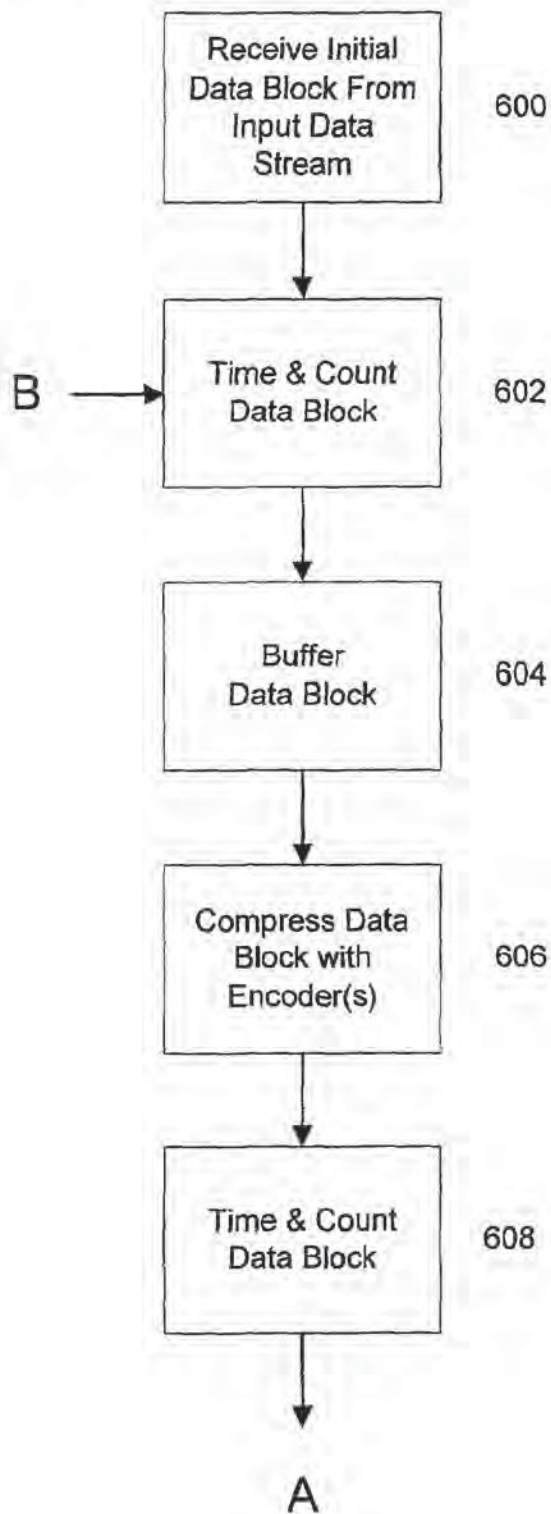 Receive Initial
Data Block From
Input Data
Stream
600
B
Time & Count
Data Block
602
Buffer
Data Block
604
Compress Data
Block with
Encoder(s)
606
Time & Count
Data Block
608
A